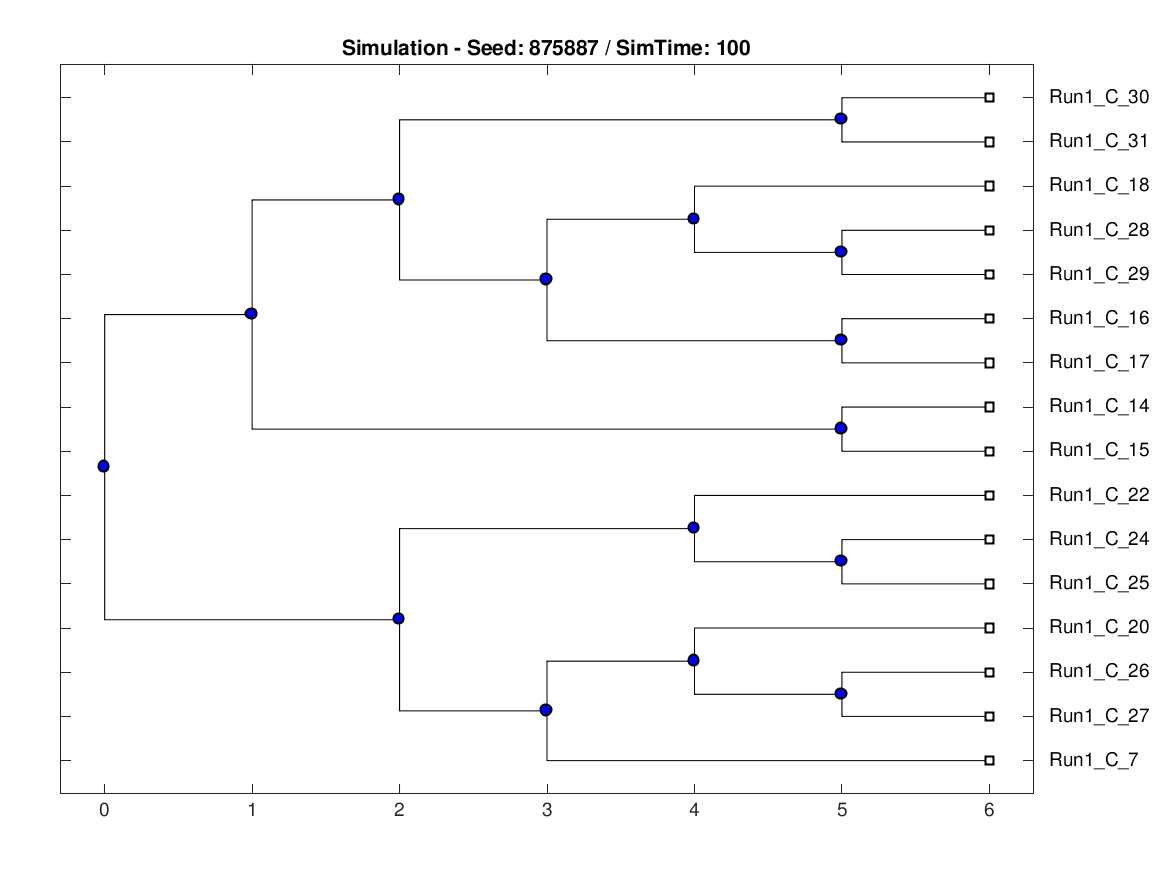 Simulation - Seed: 875887 / SimTime: 100
Run1_C_30
Run1_C_31
Run1_C_18
Run1_C_28
Run1_C_29
Run1_C_16
Run1_C_17
Run1_C_14
Run1_C_15
Run1_C_22
Run1_C_24
Run1_C_25
Run1_C_20
Run1_C_26
Run1_C_27
Run1_C_7
0 1 2 3 4 5 6